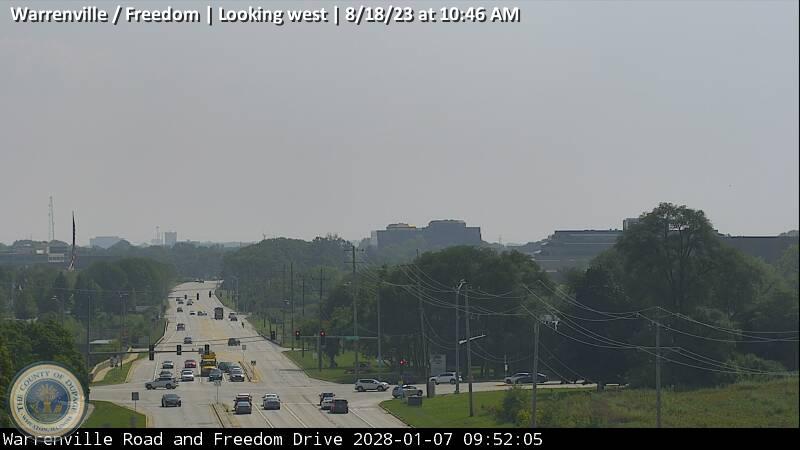 Warrenville / Freedom | Looking west | 8/18/23 at 10:46 AM
THE COUNTY OF DUPAGE
Warrenville Road and Freedom Drive 2028-01-07 09:52:05